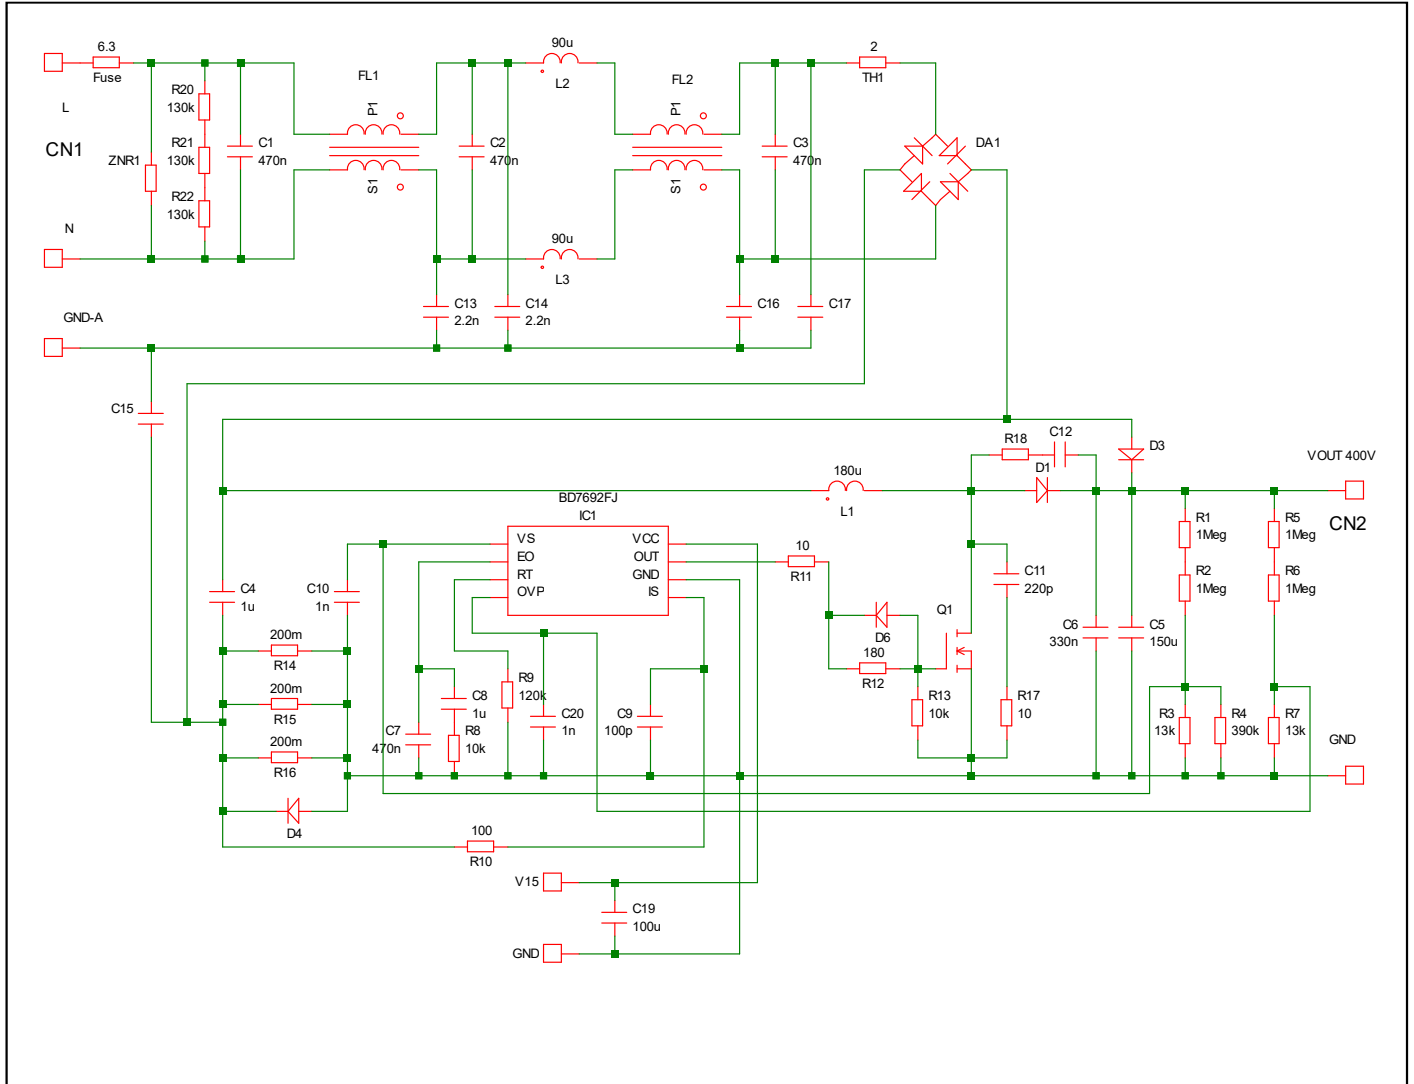 6.3
Fuse
L
CN1
ZNR1
R20
130k
R21
130k
R22
130k
C1
470n
N
GND-A
FL1
P1
S1
C2
470n
90u
L2
90u
L3
C13
2.2n
C14
2.2n
FL2
P1
S1
C3
470n
2
TH1
DA1
C16
C17
C15
R18
C12
D1
D3
VOUT 400V
CN2
180u
L1
BD7692FJ
IC1
VS
EO
RT
OVP
VCC
OUT
GND
IS
10
R11
D6
180
R12
Q1
R13
10k
C11
220p
R17
10
C6
330n
C5
150u
R1
1Meg
R2
1Meg
R5
1Meg
R6
1Meg
R3
13k
R4
390k
R7
13k
GND
C4
1u
C10
1n
200m
R14
200m
R15
200m
R16
D4
C7
470n
C8
1u
R8
10k
R9
120k
C20
1n
C9
100p
100
R10
V15
C19
100u
GND